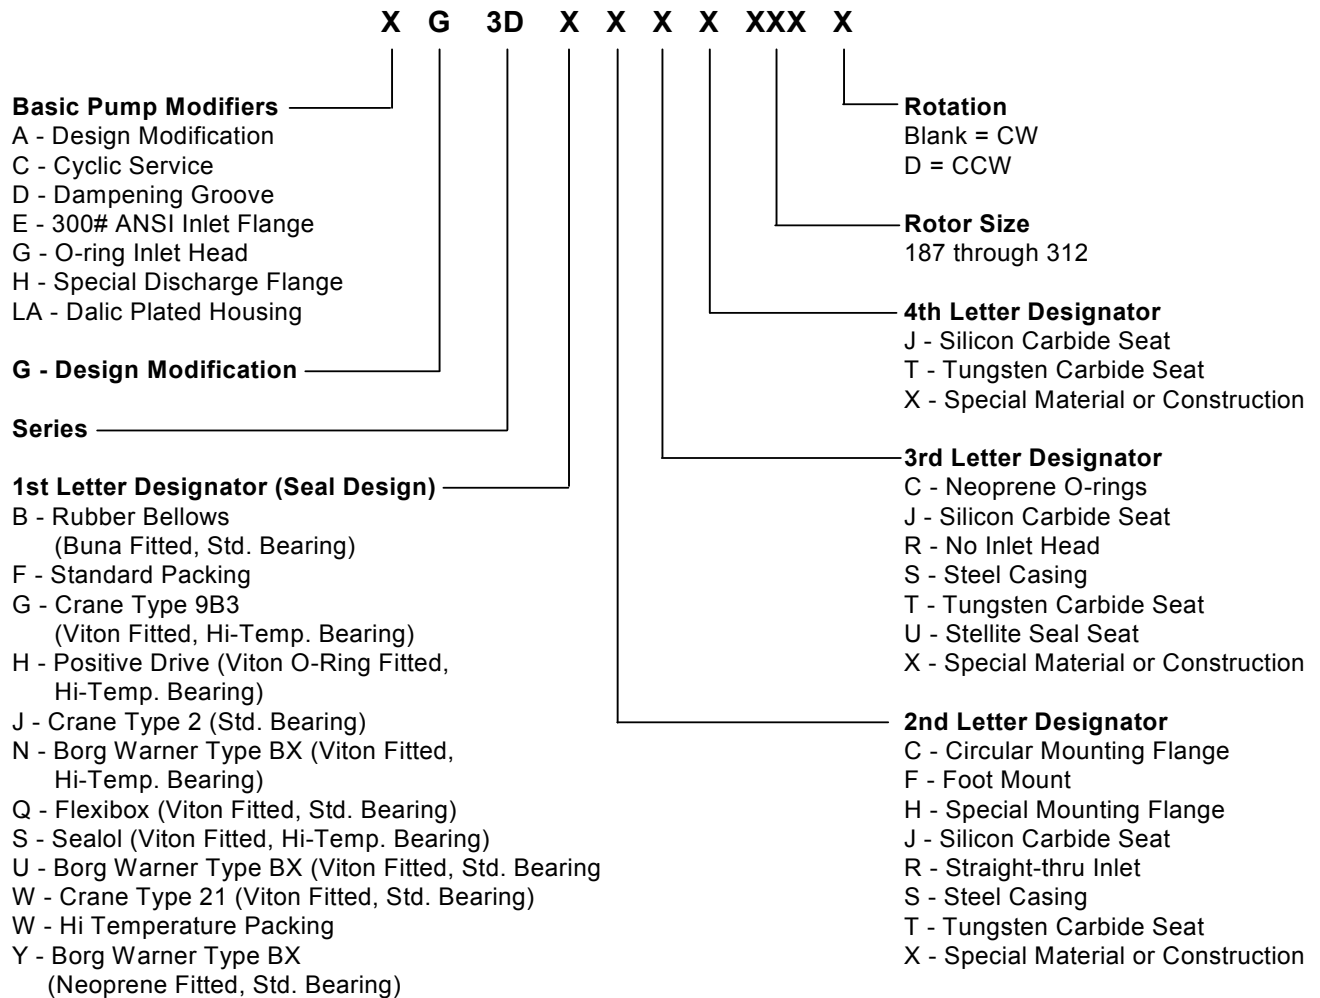 X G 3D X X X X XXX X
Basic Pump Modifiers
A - Design Modification
C - Cyclic Service
D - Dampening Groove
E - 300# ANSI Inlet Flange
G - O-ring Inlet Head
H - Special Discharge Flange
LA - Dalic Plated Housing
G - Design Modification
Series
1st Letter Designator (Seal Design)
B - Rubber Bellows
(Buna Fitted, Std. Bearing)
F - Standard Packing
G - Crane Type 9B3
(Viton Fitted, Hi-Temp. Bearing)
H - Positive Drive (Viton O-Ring Fitted,
Hi-Temp. Bearing)
J - Crane Type 2 (Std. Bearing)
N - Borg Warner Type BX (Viton Fitted,
Hi-Temp. Bearing)
Q - Flexibox (Viton Fitted, Std. Bearing)
S - Sealol (Viton Fitted, Hi-Temp. Bearing)
U - Borg Warner Type BX (Viton Fitted, Std. Bearing
W - Crane Type 21 (Viton Fitted, Std. Bearing)
W - Hi Temperature Packing
Y - Borg Warner Type BX
(Neoprene Fitted, Std. Bearing)
Rotation
Blank = CW
D = CCW
Rotor Size
187 through 312
4th Letter Designator
J - Silicon Carbide Seat
T - Tungsten Carbide Seat
X - Special Material or Construction
3rd Letter Designator
C - Neoprene O-rings
J - Silicon Carbide Seat
R - No Inlet Head
S - Steel Casing
T - Tungsten Carbide Seat
U - Stellite Seal Seat
X - Special Material or Construction
2nd Letter Designator
C - Circular Mounting Flange
F - Foot Mount
H - Special Mounting Flange
J - Silicon Carbide Seat
R - Straight-thru Inlet
S - Steel Casing
T - Tungsten Carbide Seat
X - Special Material or Construction